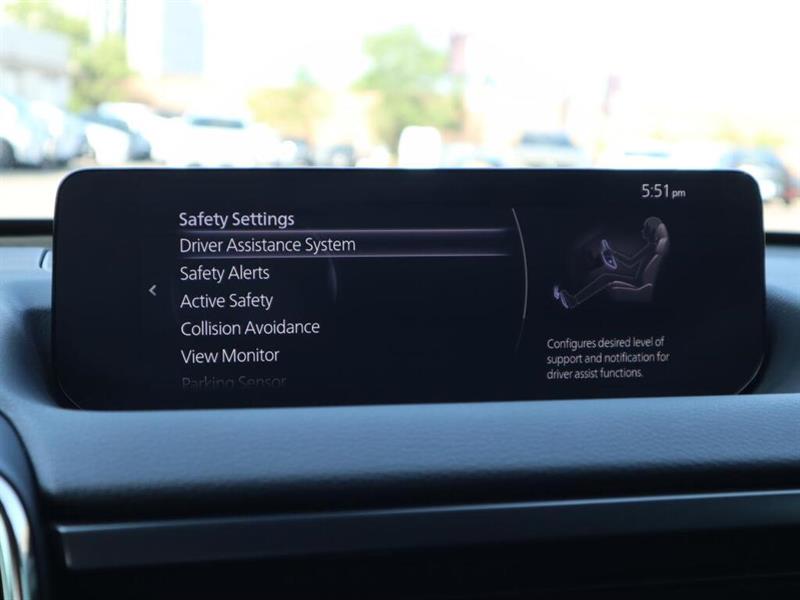 5:51 pm
Safety Settings
Driver Assistance System
Safety Alerts
Active Safety
Collision Avoidance
View Monitor
Parking Sensor
Configures desired level of
support and notification for
driver assist functions.